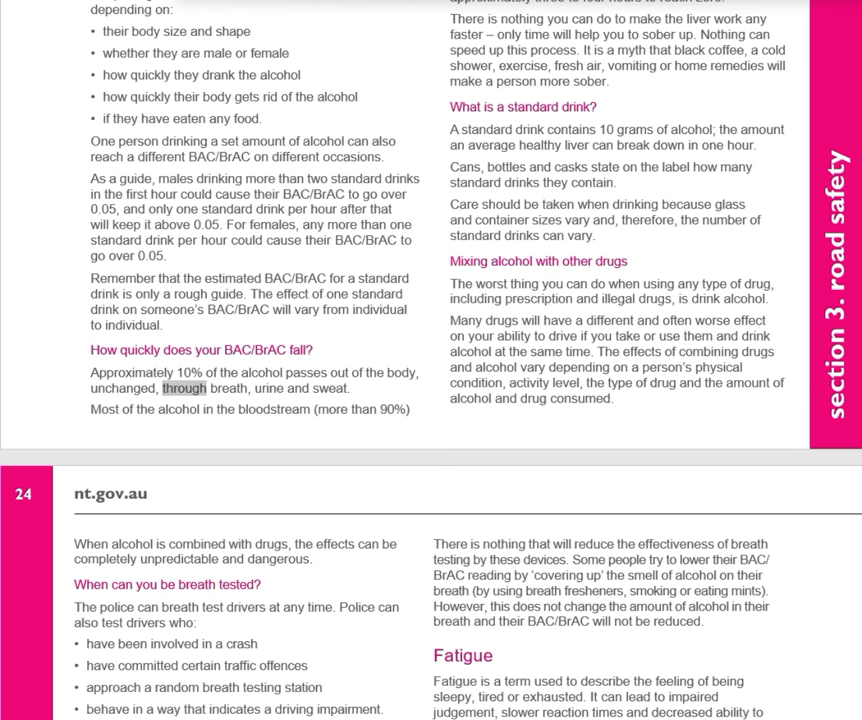 depending on:
• their body size and shape
• whether they are male or female
• how quickly they drank the alcohol
• how quickly their body gets rid of the alcohol
• if they have eaten any food.
One person drinking a set amount of alcohol can also
reach a different BAC/BrAC on different occasions.
As a guide, males drinking more than two standard drinks
in the first hour could cause their BAC/BrAC to go over
0.05, and only one standard drink per hour after that
will keep it above 0.05. For females, any more than one
standard drink per hour could cause their BAC/BrAC to
go over 0.05.
Remember that the estimated BAC/BrAC for a standard
drink is only a rough guide. The effect of one standard
drink on someone's BAC/BrAC will vary from individual
to individual.
How quickly does your BAC/BrAC fall?
Approximately 10% of the alcohol passes out of the body,
unchanged, through breath, urine and sweat.
Most of the alcohol in the bloodstream (more than 90%)
There is nothing you can do to make the liver work any
faster – only time will help you to sober up. Nothing can
speed up this process. It is a myth that black coffee, a cold
shower, exercise, fresh air, vomiting or home remedies will
make a person more sober.
What is a standard drink?
A standard drink contains 10 grams of alcohol; the amount
an average healthy liver can break down in one hour.
Cans, bottles and casks state on the label how many
standard drinks they contain.
Care should be taken when drinking because glass
and container sizes vary and, therefore, the number of
standard drinks can vary.
Mixing alcohol with other drugs
The worst thing you can do when using any type of drug,
including prescription and illegal drugs, is drink alcohol.
Many drugs will have a different and often worse effect
on your ability to drive if you take or use them and drink
alcohol at the same time. The effects of combining drugs
and alcohol vary depending on a person's physical
condition, activity level, the type of drug and the amount of
alcohol and drug consumed.
section 3. road safety
24
nt.gov.au
When alcohol is combined with drugs, the effects can be
completely unpredictable and dangerous.
When can you be breath tested?
The police can breath test drivers at any time. Police can
also test drivers who:
• have been involved in a crash
• have committed certain traffic offences
• approach a random breath testing station
• behave in a way that indicates a driving impairment.
There is nothing that will reduce the effectiveness of breath
testing by these devices. Some people try to lower their BAC/
BrAC reading by 'covering up' the smell of alcohol on their
breath (by using breath fresheners, smoking or eating mints).
However, this does not change the amount of alcohol in their
breath and their BAC/BrAC will not be reduced.
Fatigue
Fatigue is a term used to describe the feeling of being
sleepy, tired or exhausted. It can lead to impaired
judgement, slower reaction times and decreased ability to